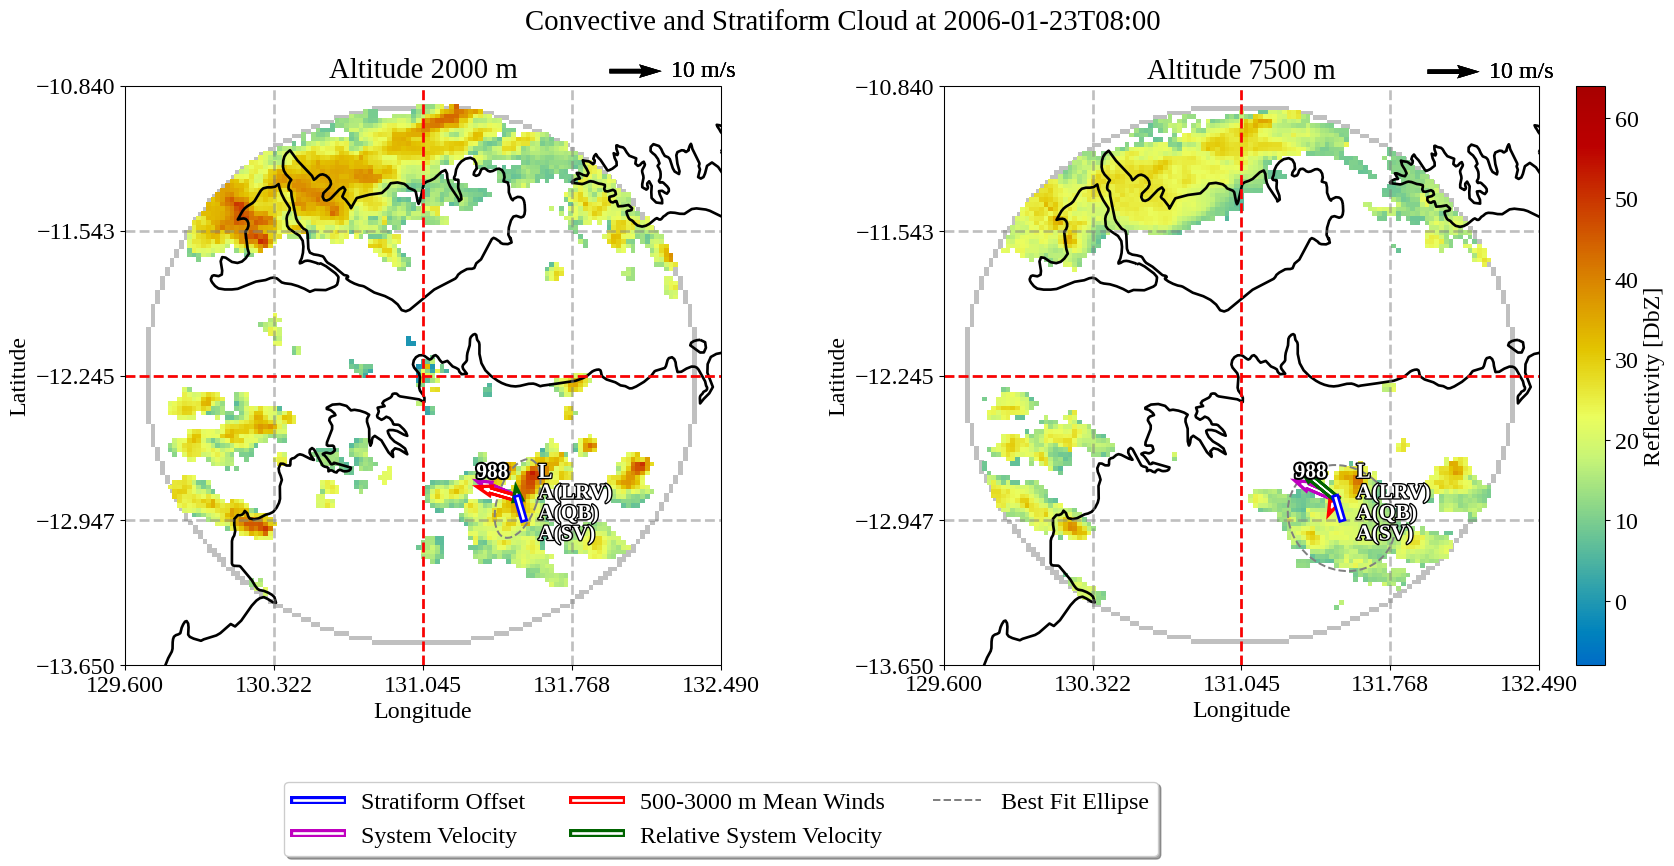 Convective and Stratiform Cloud at 2006-01-23T08:00
Altitude 2000 m
10 m/s
Altitude 7500 m
10 m/s
−10.840
−11.543
−12.245
−12.947
−13.650
Latitude
129.600
130.322
131.045
131.768
132.490
Longitude
988
L
A(LRV)
A(QB)
A(SV)
−10.840
−11.543
−12.245
−12.947
−13.650
Latitude
129.600
130.322
131.045
131.768
132.490
Longitude
988
L
A(LRV)
A(QB)
A(SV)
60
50
40
30
20
10
0
Reflectivity [DbZ]
Stratiform Offset
System Velocity
500-3000 m Mean Winds
Relative System Velocity
Best Fit Ellipse